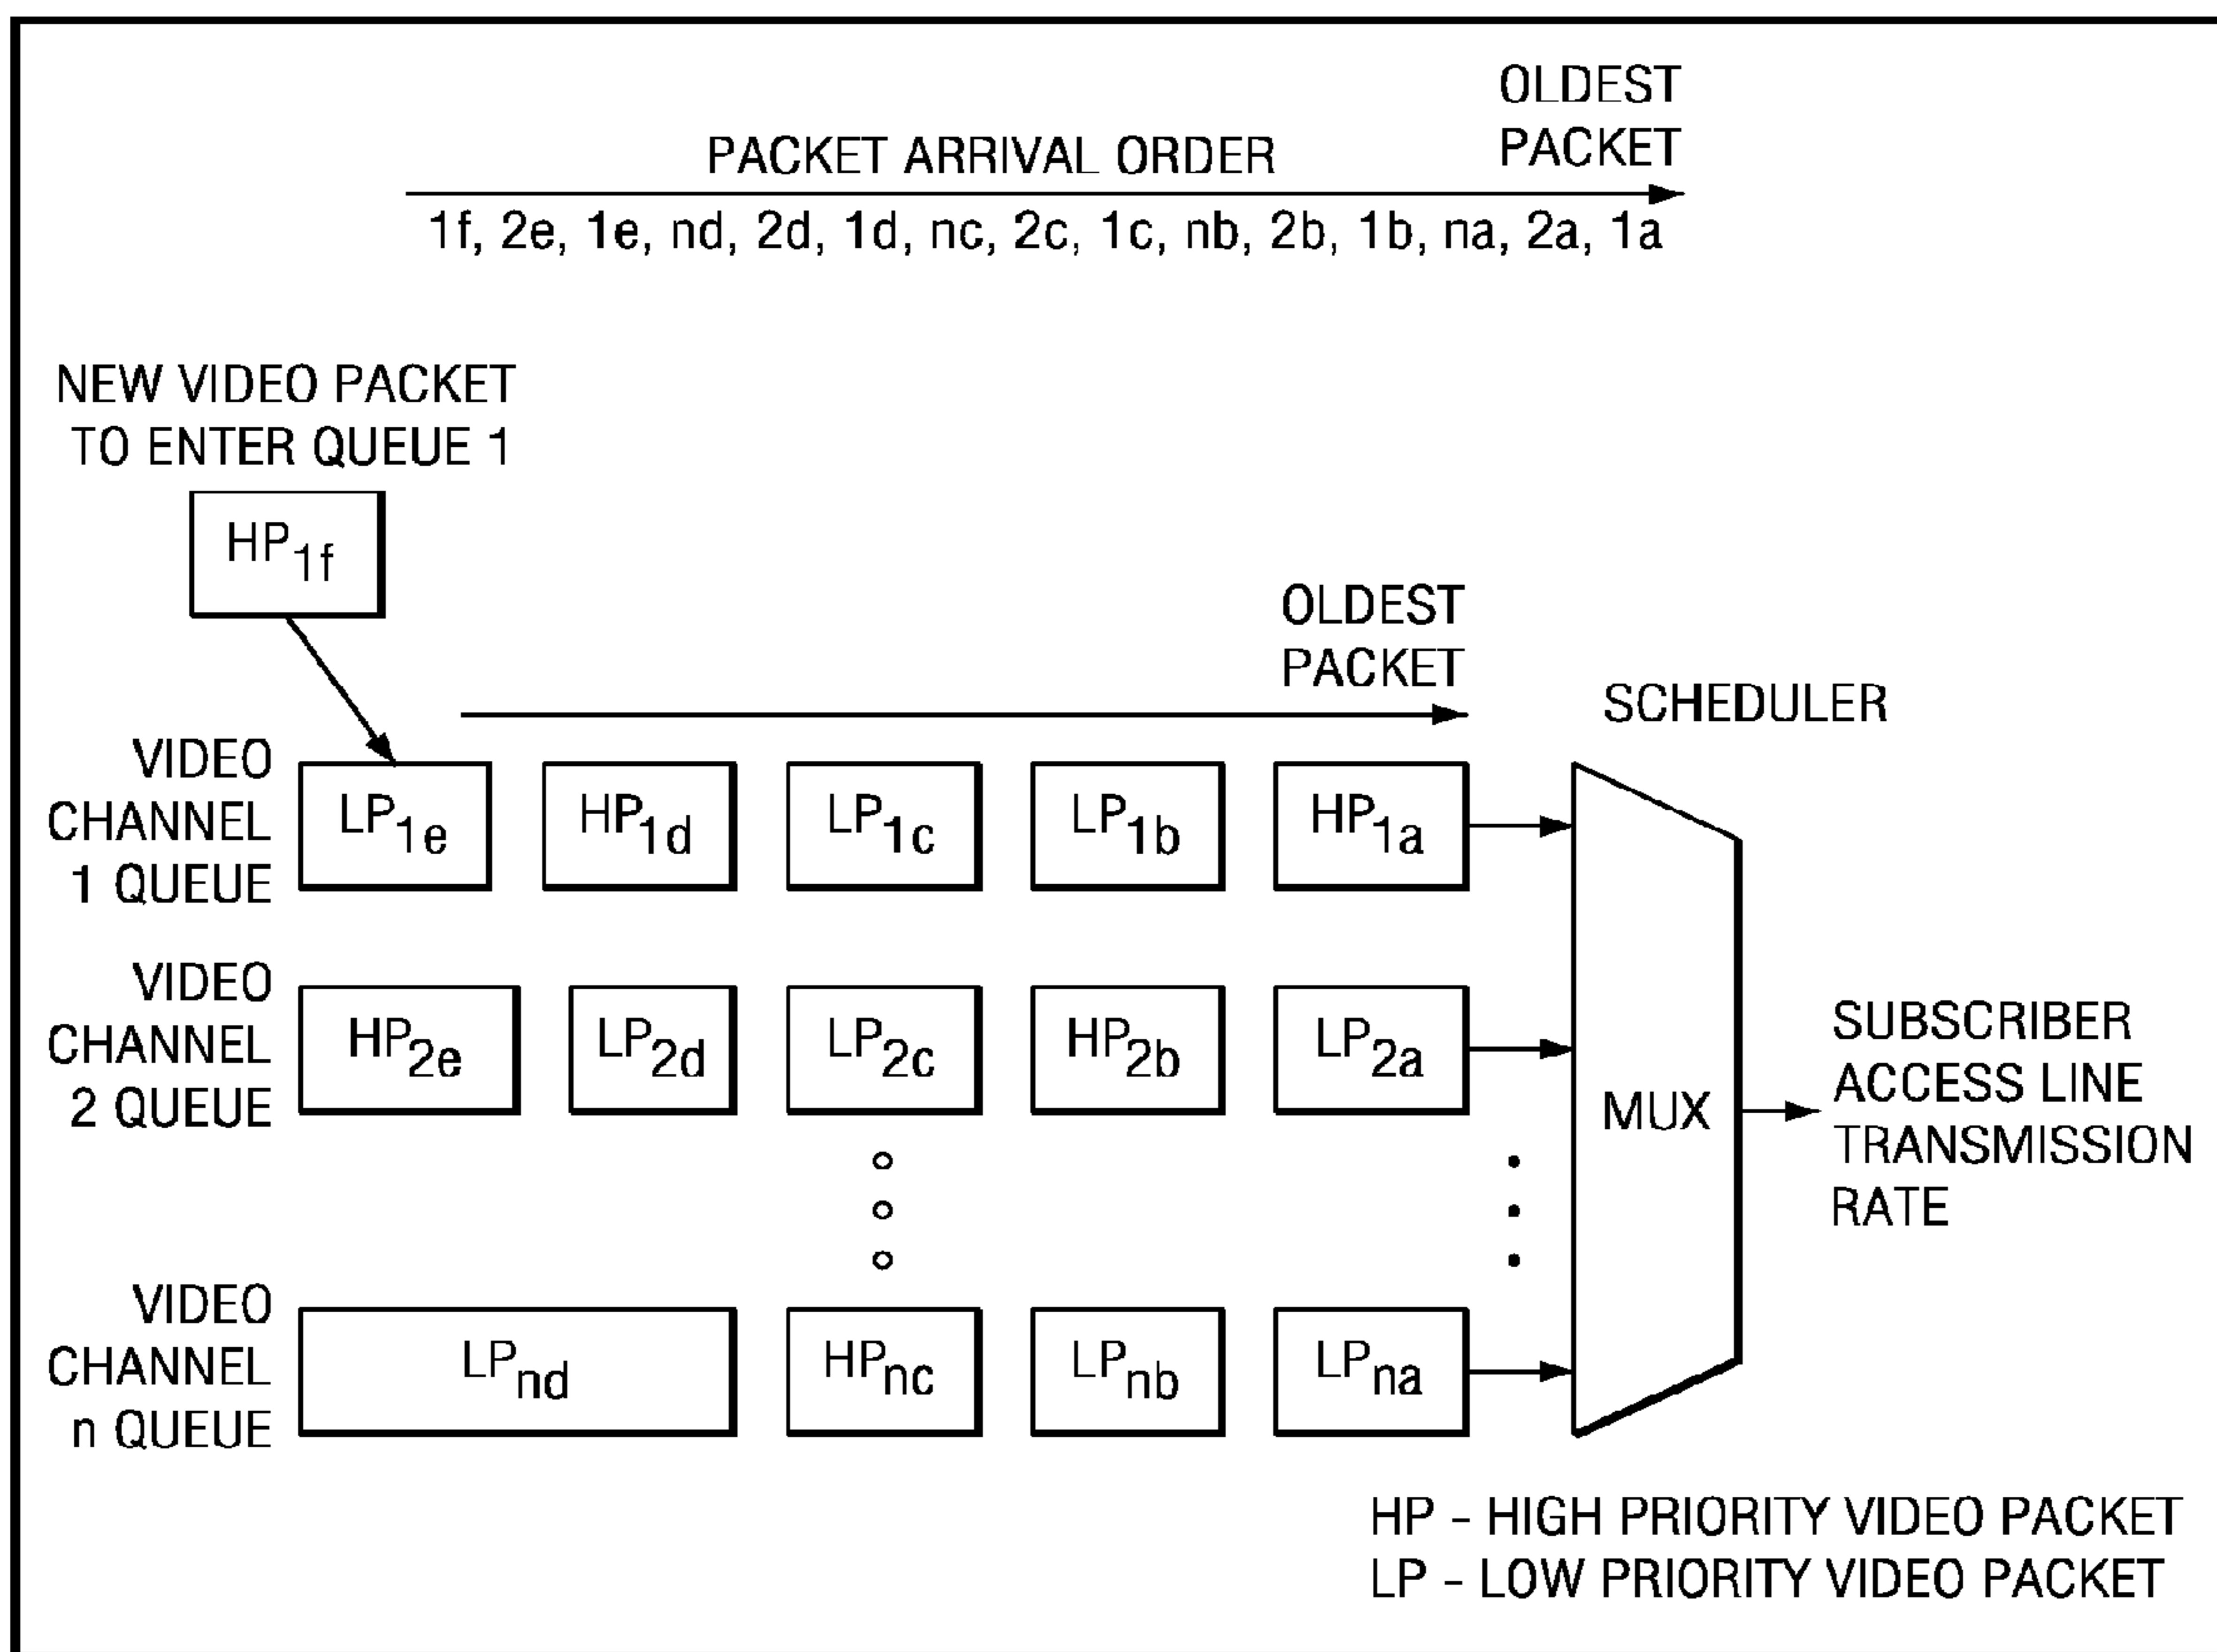 OLDEST
PACKET
PACKET ARRIVAL ORDER
1f, 2e, 1e, nd, 2d, 1d, nc, 2c, 1c, nb, 2b, 1b, na, 2a, 1a
NEW VIDEO PACKET
TO ENTER QUEUE 1
HP1f
OLDEST
PACKET
SCHEDULER
VIDEO
CHANNEL
1 QUEUE
LP1e HP1d LP1c LP1b HP1a
VIDEO
CHANNEL
2 QUEUE
HP2e LP2d LP2c HP2b LP2a
MUX
SUBSCRIBER
ACCESS LINE
TRANSMISSION
RATE
VIDEO
CHANNEL
n QUEUE
LPnd HPnc LPnb LPna
HP - HIGH PRIORITY VIDEO PACKET
LP - LOW PRIORITY VIDEO PACKET